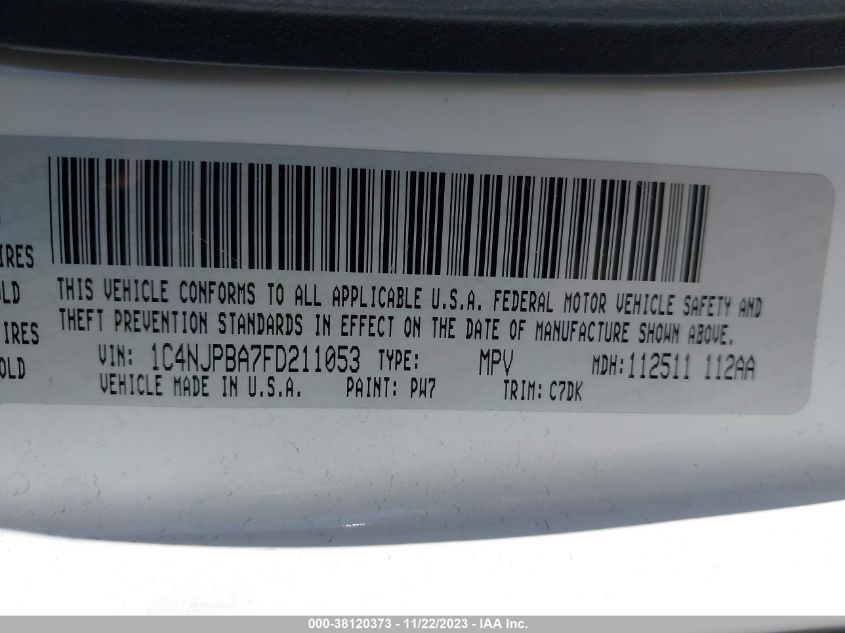 IRES
OLD
IRES
OLD
THIS VEHICLE CONFORMS TO ALL APPLICABLE U.S.A. FEDERAL MOTOR VEHICLE SAFETY AND
THEFT PREVENTION STANDARDS IN EFFECT ON THE DATE OF MANUFACTURE SHOWN ABOVE.
VIN: 1C4NJPBA7FD211053 TYPE: MPV MDH: 112511 112AA
VEHICLE MADE IN U.S.A. PAINT: PW7 TRIM: C7DK
000-38120373 - 11/22/2023 - IAA Inc.